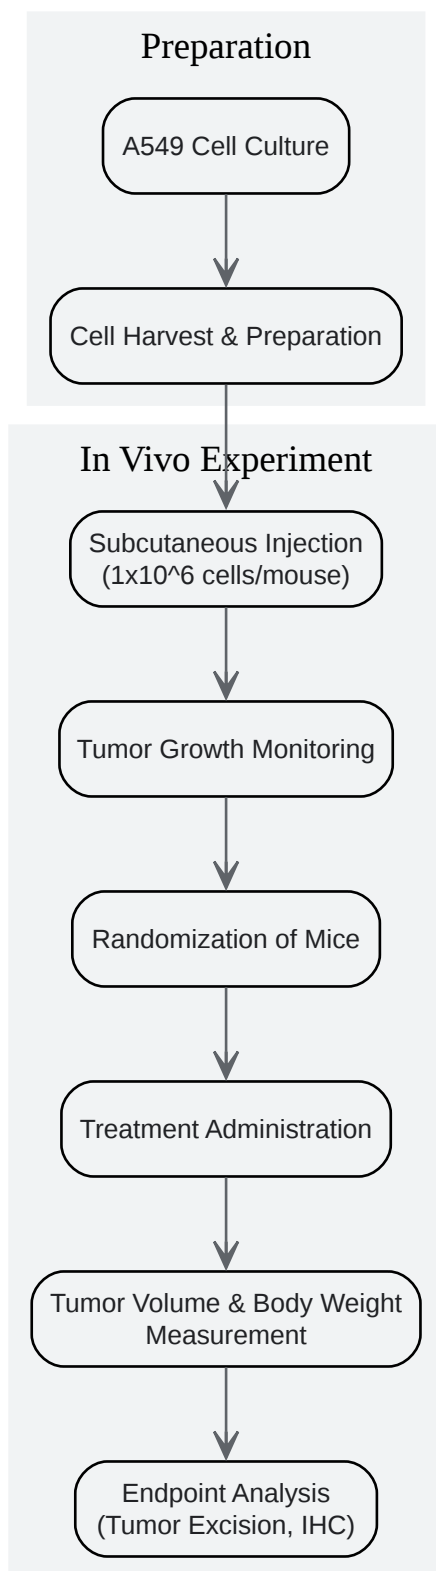 Preparation
A549 Cell Culture
Cell Harvest & Preparation
In Vivo Experiment
Subcutaneous Injection
(1x10^6 cells/mouse)
Tumor Growth Monitoring
Randomization of Mice
Treatment Administration
Tumor Volume & Body Weight
Measurement
Endpoint Analysis
(Tumor Excision, IHC)